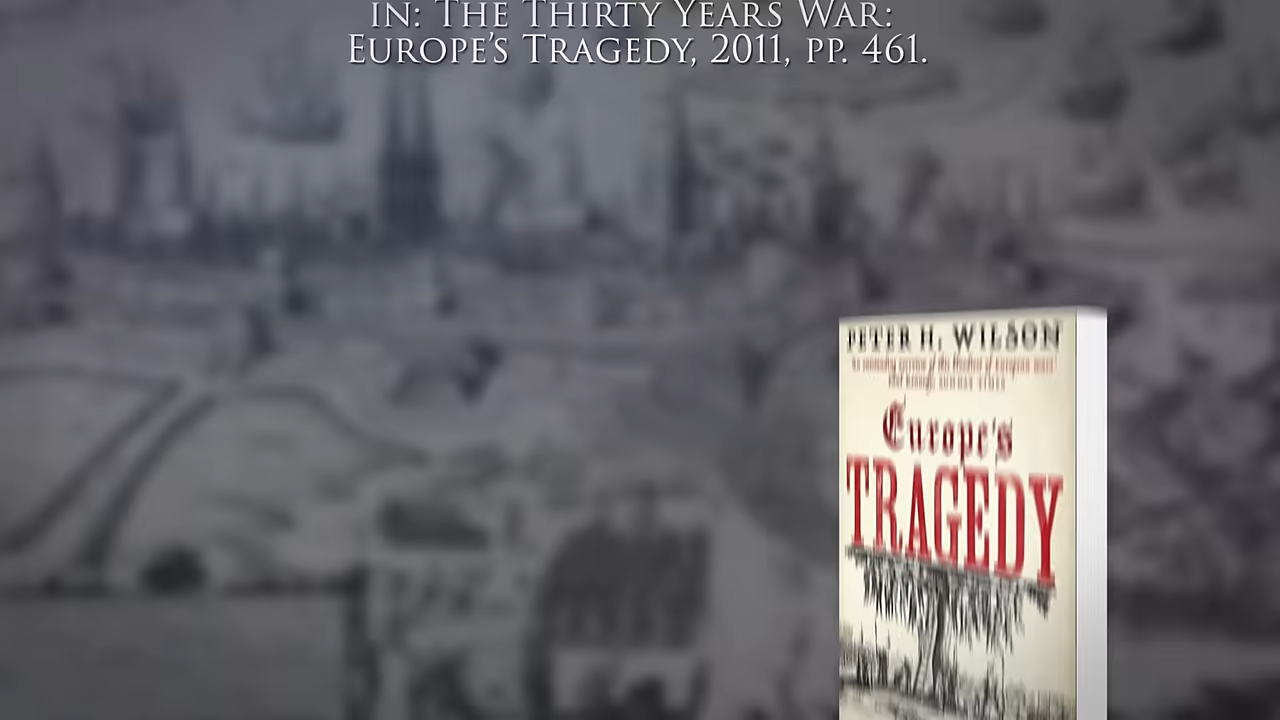 in: The Thirty Years War:
Europe's Tragedy, 2011, pp. 461.
PETER H. WILSON
Europe's
TRAGEDY